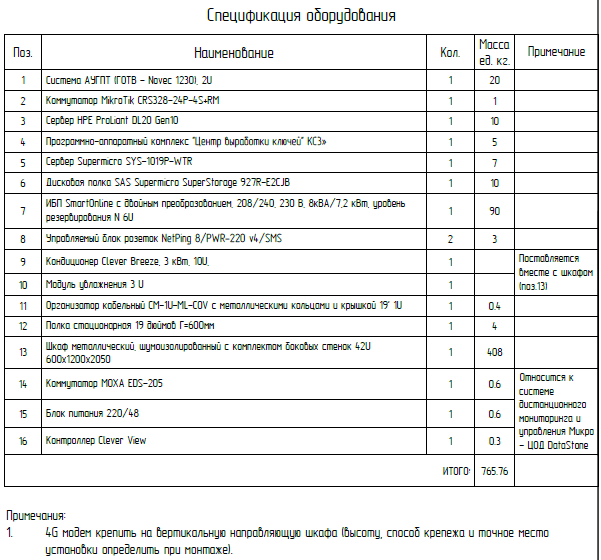 Спецификация оборудования
Поз. Наименование Кол. Масса ед. кг. Примечание
1 Система АУГПТ (ГОТВ - Novec 1230), 2U 1 20
2 Коммутатор MikroTik CRS328-24P-4S+RM 1 1
3 Сервер HPE ProLiant DL20 Gen10 1 10
4 Программно-аппаратный комплекс "Центр выработки ключей" КС3» 1 5
5 Сервер Supermicro SYS-1019P-WTR 1 7
6 Дисковая полка SAS Supermicro SuperStorage 927R-E2CJB 1 10
7 ИБП SmartOnline с двойным преобразованием, 208/240, 230 В, 8кВА/7,2 кВт, уровень
резервирования N 6U 1 90
8 Управляемый блок розеток NetPing 8/PWR-220 v4/SMS 2 3
9 Кондиционер Clever Breeze, 3 кВт, 10U, 1
10 Модуль увлажнения 3 U 1
Поставляется
вместе с шкафом
(поз.13)
11 Организатор кабельный CM-1U-ML-COV с металлическими кольцами и крышкой 19' 1U 1 0.4
12 Полка стационарная 19 дюймов Г=600мм 1 4
13 Шкаф металлический, шумоизолированный с комплектом боковых стенок 42U
600х1200х2050 1 408
14 Коммутатор MOXA EDS-205 1 0.6
15 Блок питания 220/48 1 0.6
16 Контроллер Clever View 1 0.3
Относится к
системе
дистанционного
мониторинга и
управления Микро
- ЦОД DataStone
ИТОГО: 765.76
Примечания:
1. 4G модем крепить на вертикальную направляющую шкафа (высоту, способ крепежа и точное место
установки определить при монтаже).